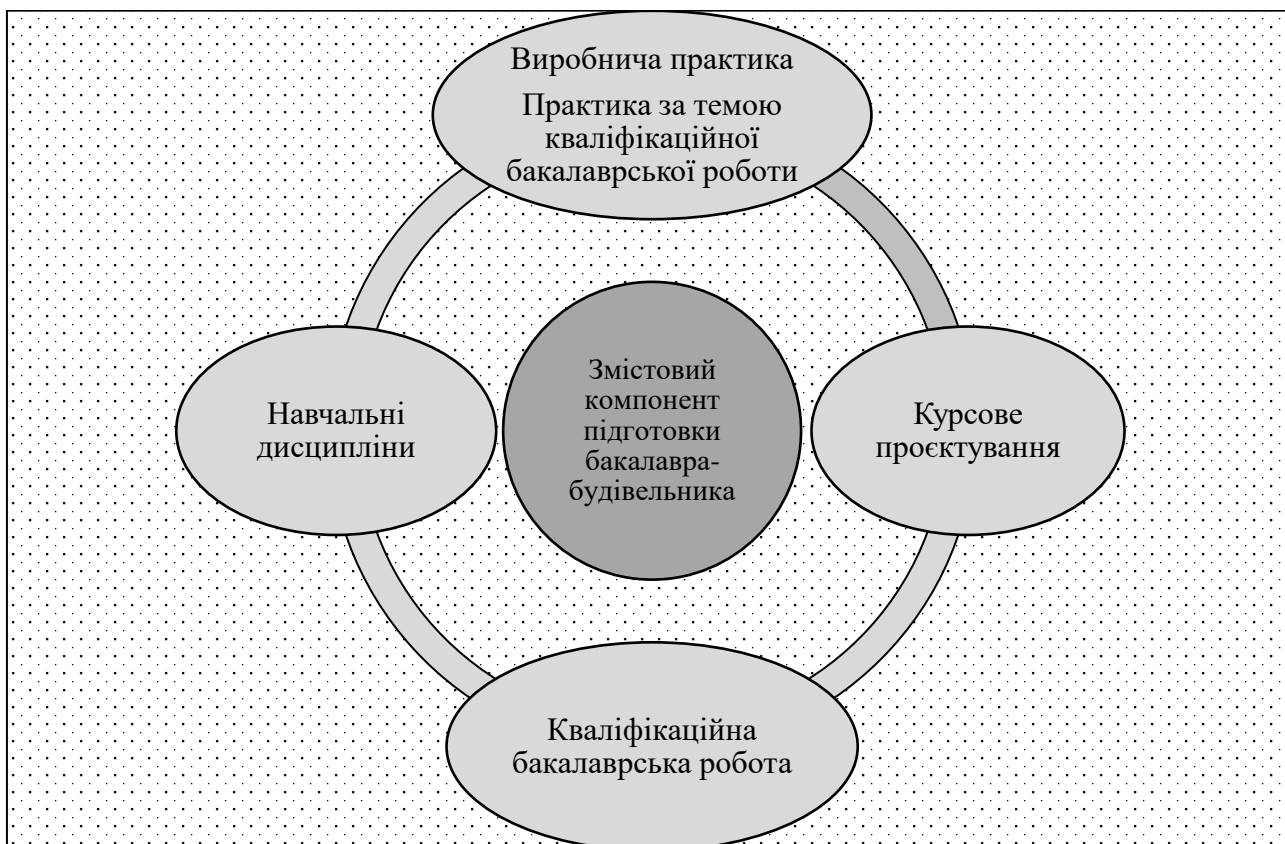 Виробнича практика
Практика за темою
кваліфікаційної
бакалаврської роботи
Навчальні
дисципліни
Змістовий
компонент
підготовки
бакалавра-
будівельника
Курсове
проєктування
Кваліфікаційна
бакалаврська робота